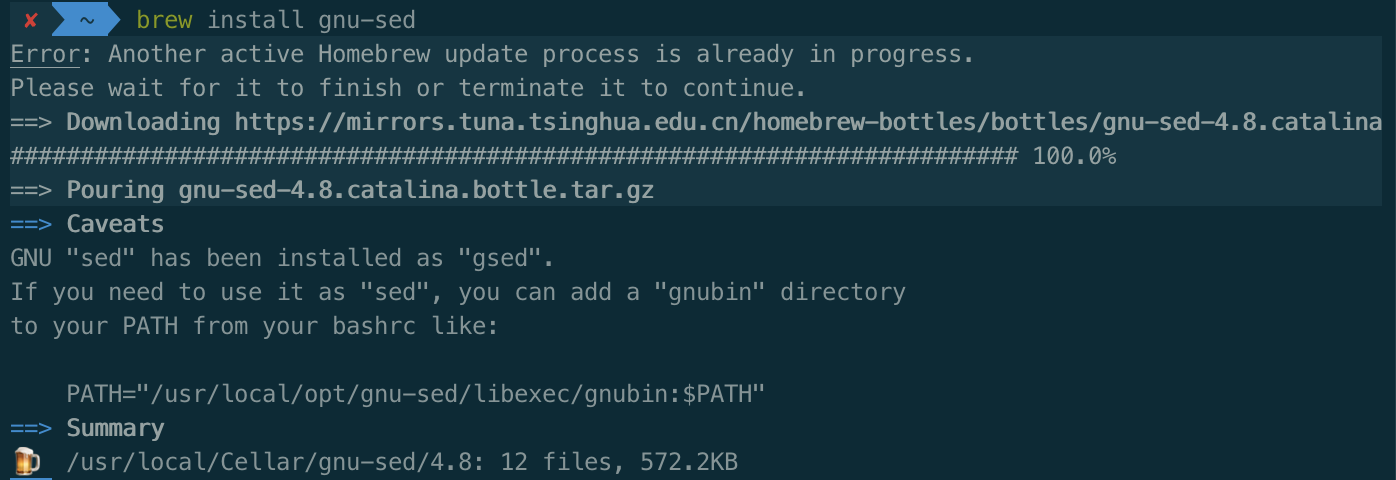 ✘ ~ brew install gnu-sed
Error: Another active Homebrew update process is already in progress.
Please wait for it to finish or terminate it to continue.
==> Downloading https://mirrors.tuna.tsinghua.edu.cn/homebrew-bottles/bottles/gnu-sed-4.8.catalina
######################################################################## 100.0%
==> Pouring gnu-sed-4.8.catalina.bottle.tar.gz
==> Caveats
GNU "sed" has been installed as "gsed".
If you need to use it as "sed", you can add a "gnubin" directory
to your PATH from your bashrc like:
PATH="/usr/local/opt/gnu-sed/libexec/gnubin:$PATH"
==> Summary
🍺 /usr/local/Cellar/gnu-sed/4.8: 12 files, 572.2KB